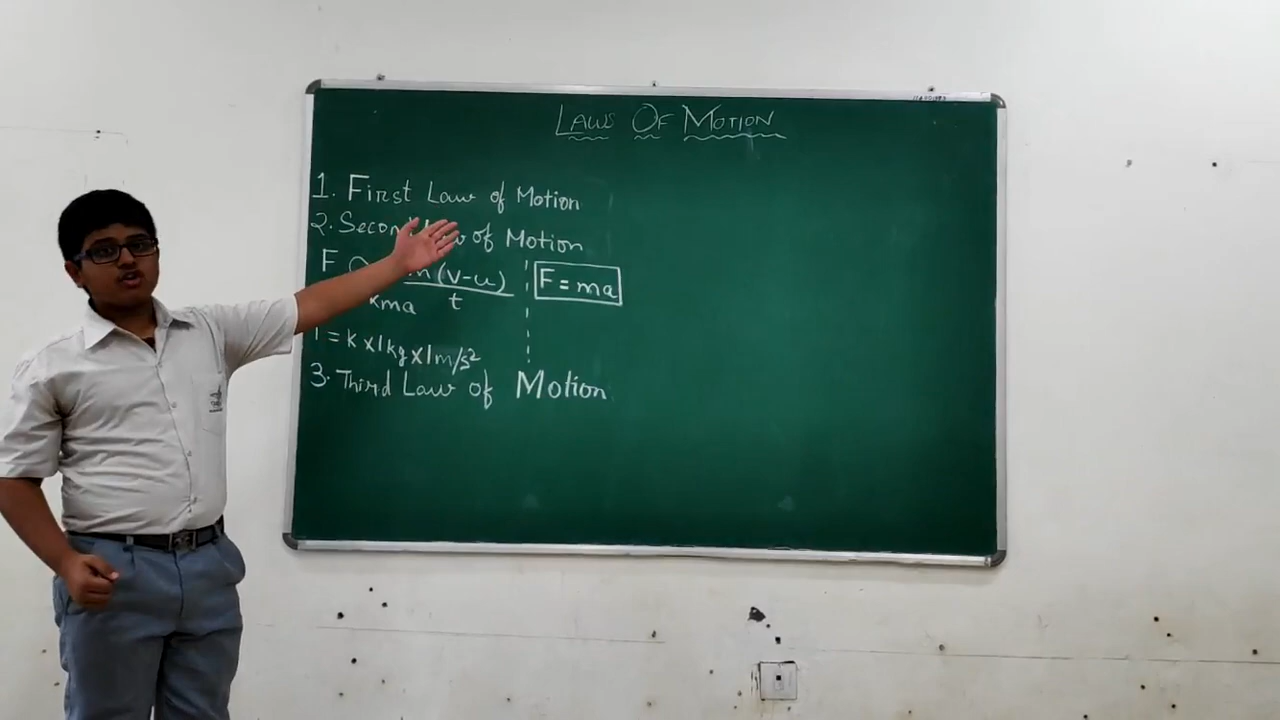 LAWS OF MOTION
1. First Law of Motion
2. Second Law of Motion
F m(v-u) F = ma
kma t
1 = k x 1kg x 1m/s²
3. Third Law of Motion